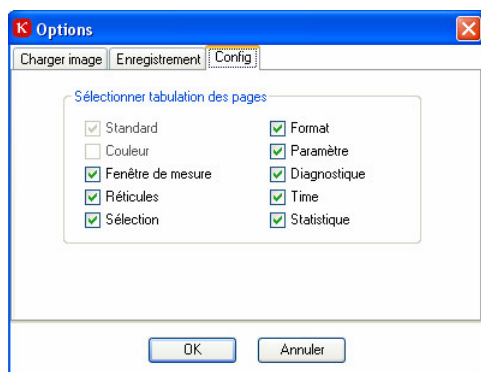 K Options
Charger image Enregistrement Config
Sélectionner tabulation des pages
Standard
Couleur
Fenêtre de mesure
Réticules
Sélection
Format
Paramètre
Diagnostique
Time
Statistique
OK Annuler